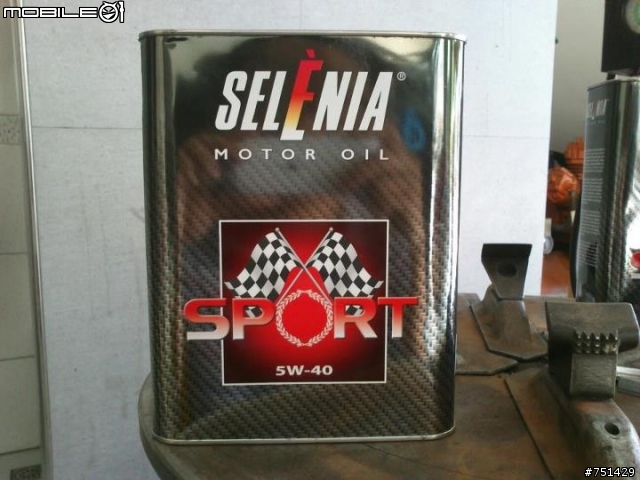 MOBILE01
SELÈNIA®
MOTOR OIL
SPORT
5W-40
#751429